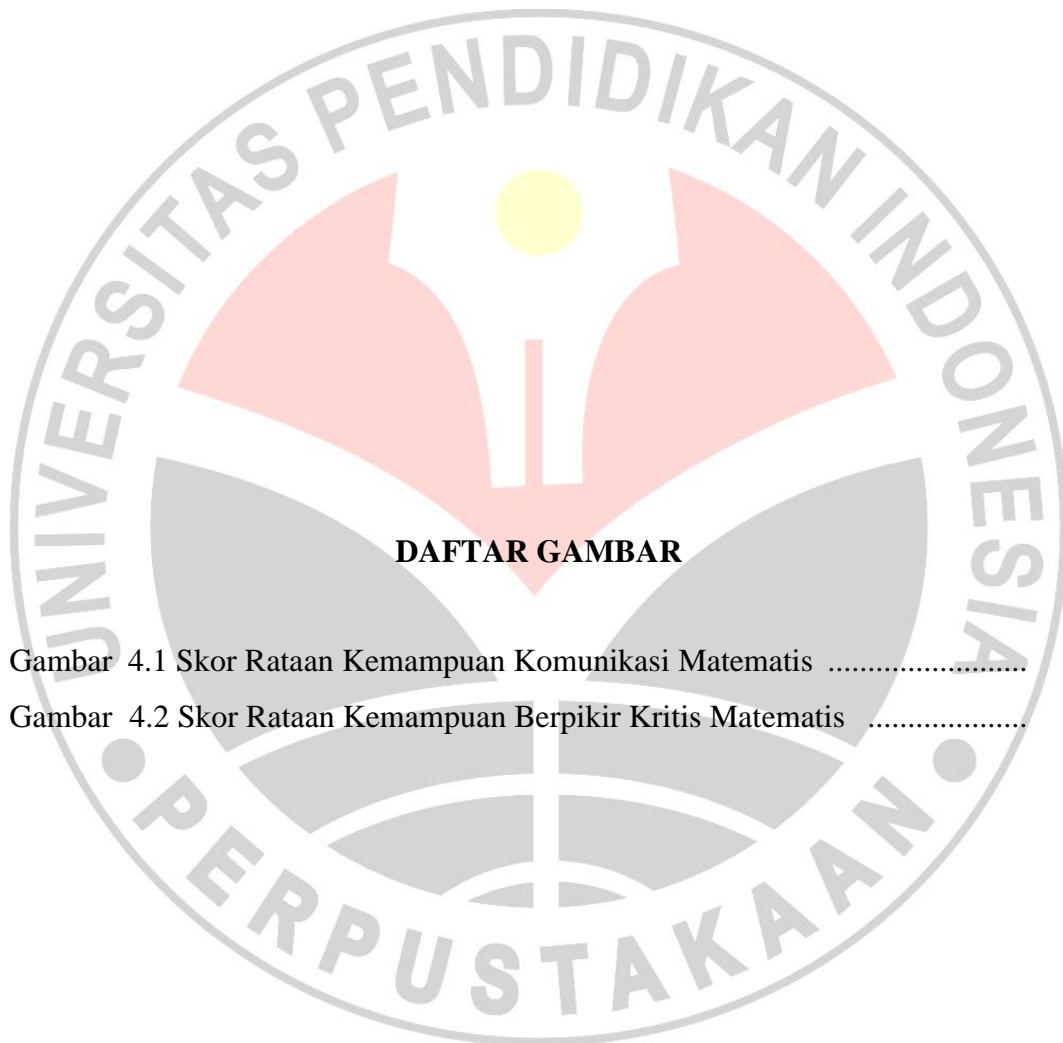 UNIVERSITAS PENDIDIKAN INDONESIA
DAFTAR GAMBAR
Gambar  4.1 Skor Rataan Kemampuan Komunikasi Matematis  ........................
Gambar  4.2 Skor Rataan Kemampuan Berpikir Kritis Matematis   ...................
PERPUSTAKAAN